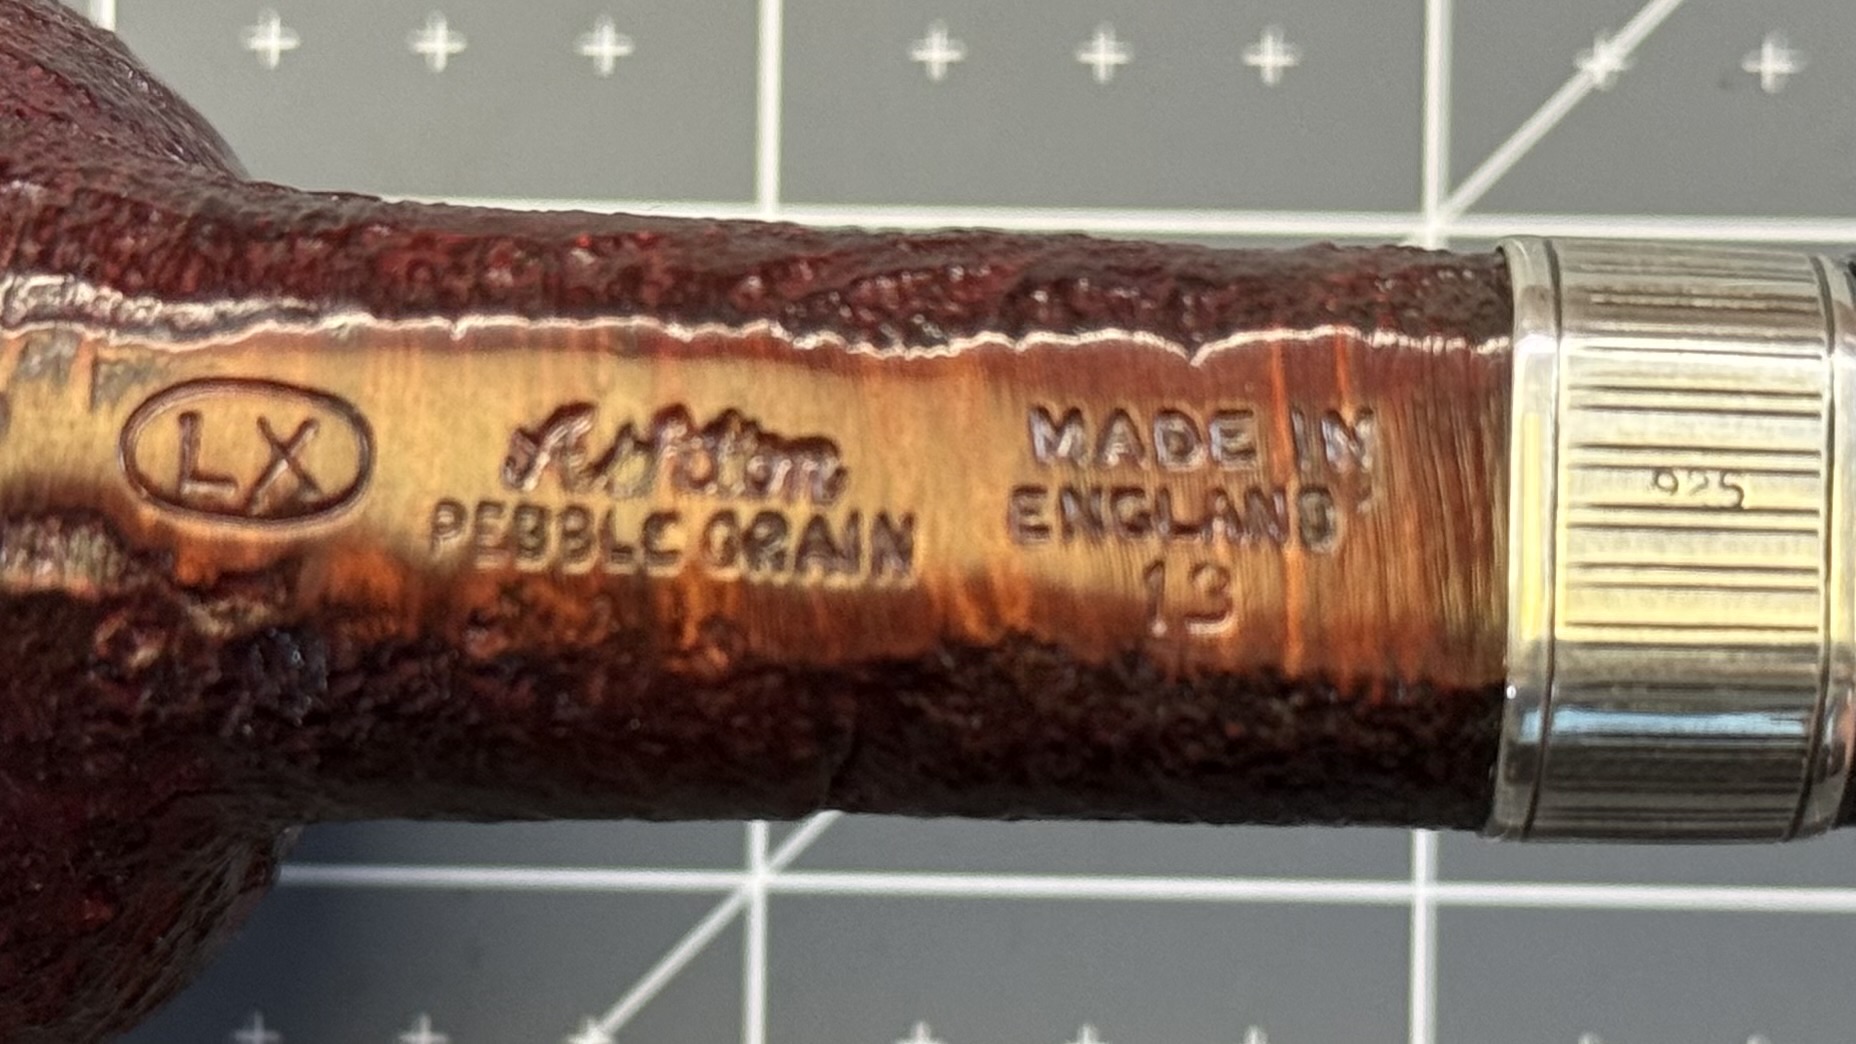 LX
Ashton
PEBBLE GRAIN
MADE IN
ENGLAND
13
925